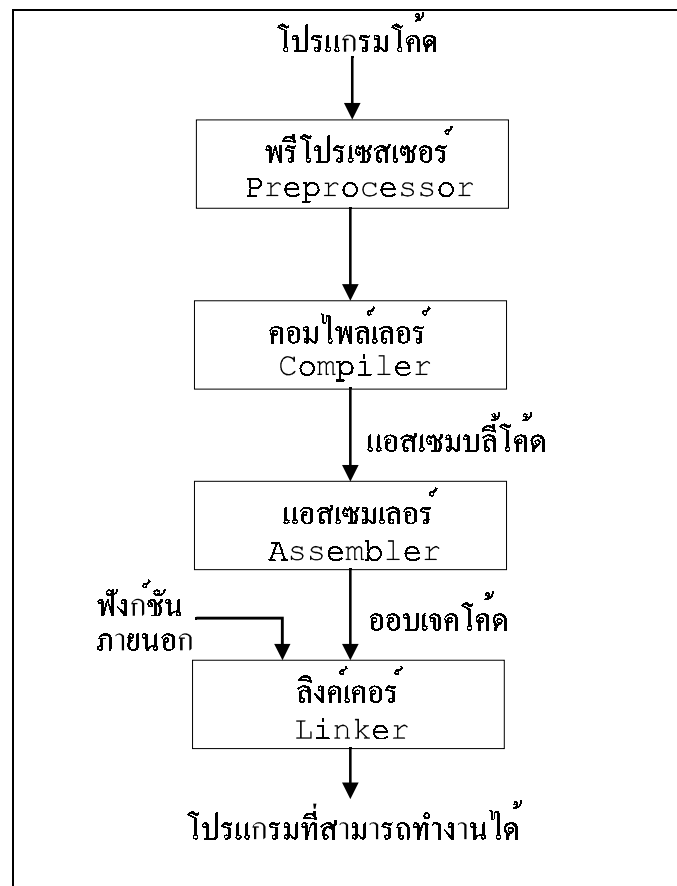 โปรแกรมโค้ด
พรีโปรเซสเซอร์
Preprocessor
คอมไพล์เลอร์
Compiler
แอสเซมบลี้โค้ด
แอสเซมเลอร์
Assembler
ฟังก์ชัน
ภายนอก
ออบเจคโค้ด
ลิงค์เคอร์
Linker
โปรแกรมที่สามารถทำงานได้